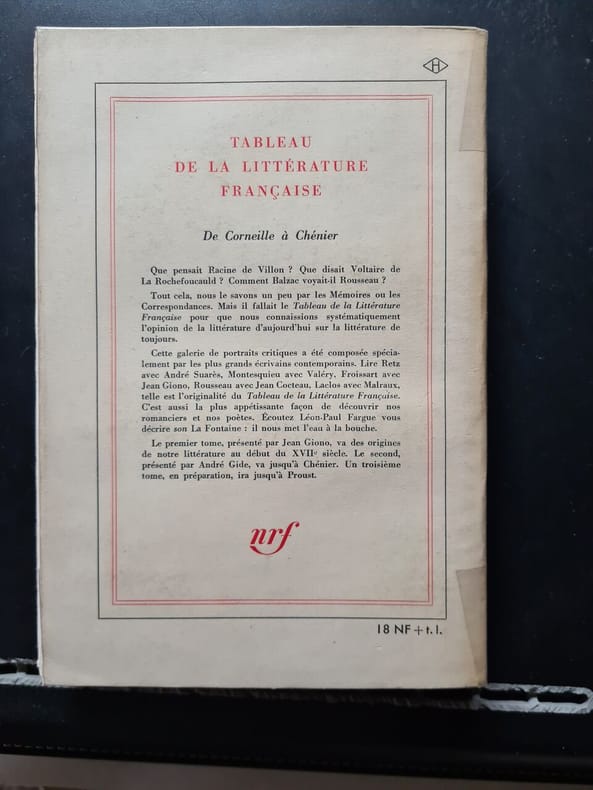 H
TABLEAU
DE LA LITTÉRATURE
FRANÇAISE
De Corneille à Chénier
Que pensait Racine de Villon ? Que disait Voltaire de
La Rochefoucauld ? Comment Balzac voyait-il Rousseau ?
Tout cela, nous le savons un peu par les Mémoires ou les
Correspondances. Mais il fallait le Tableau de la Littérature
Française pour que nous connaissions systématiquement
l'opinion de la littérature d'aujourd'hui sur la littérature de
toujours.
Cette galerie de portraits critiques a été composée spécia-
lement par les plus grands écrivains contemporains. Lire Retz
avec André Suarès, Montesquieu avec Valéry. Froissart avec
Jean Giono, Rousseau avec Jean Cocteau, Laclos avec Malraux,
telle est l'originalité du Tableau de la Littérature Française.
C'est aussi la plus appétissante façon de découvrir nos
romanciers et nos poètes. Écoutez Léon-Paul Fargue vous
décrire son La Fontaine : il nous met l'eau à la bouche.
Le premier tome, présenté par Jean Giono, va des origines
de notre littérature au début du XVIIe siècle. Le second,
présenté par André Gide, va jusqu'à Chénier. Un troisième
tome, en préparation, ira jusqu'à Proust.
nrf
18 NF + t. l.